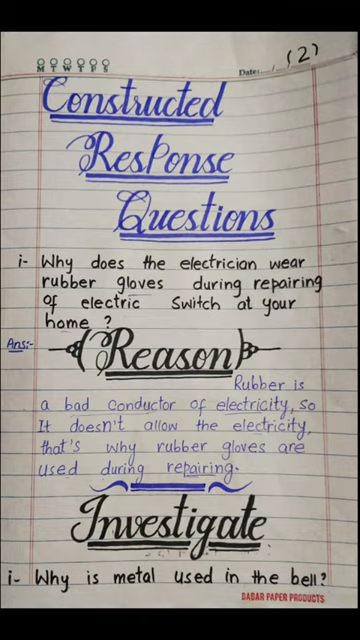 (2)
M T W T F S
Date:
Constructed
Response
Questions
i- Why does the electrician wear
rubber gloves during repairing
of electric Switch at your
home ?
Ans:-
Reason
Rubber is
a bad conductor of electricity, so
It doesn't allow the electricity,
that's why rubber gloves are
used during repairing.
Investigate
i- Why is metal used in the bell?
DABAR PAPER PRODUCTS